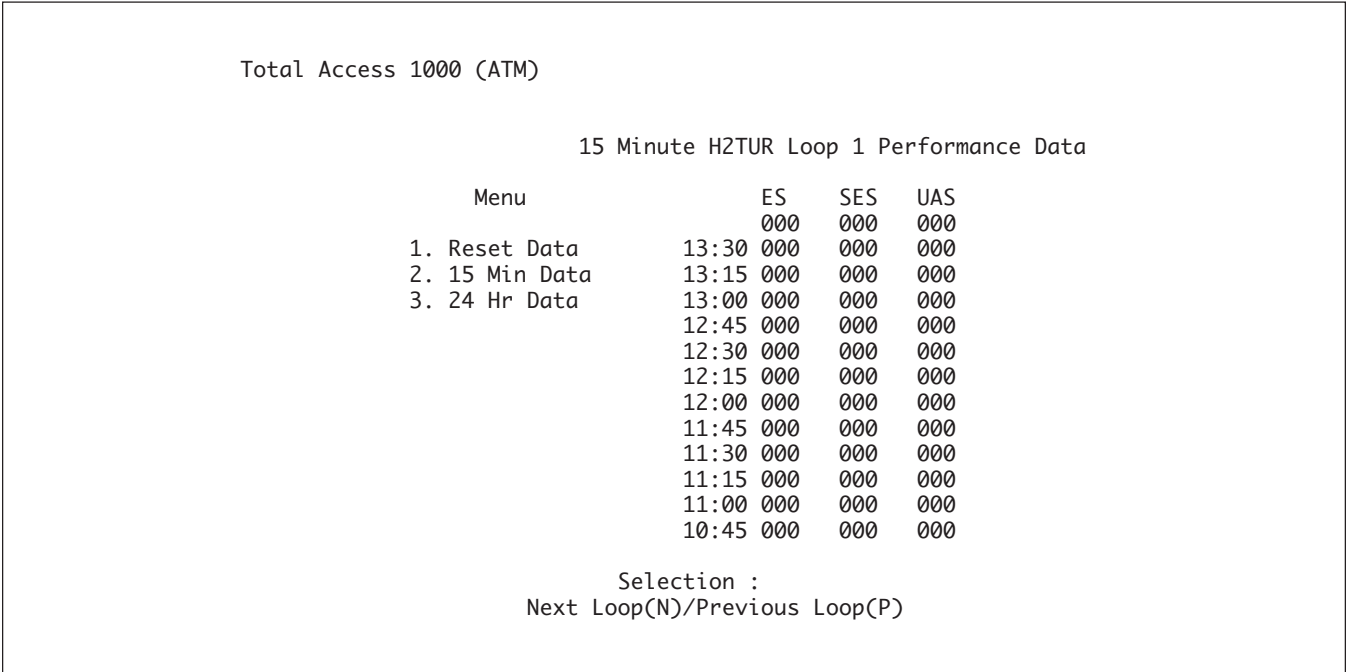 Total Access 1000 (ATM)
15 Minute H2TUR Loop 1 Performance Data
Menu ES SES UAS
000 000 000
1. Reset Data 13:30 000 000 000
2. 15 Min Data 13:15 000 000 000
3. 24 Hr Data 13:00 000 000 000
12:45 000 000 000
12:30 000 000 000
12:15 000 000 000
12:00 000 000 000
11:45 000 000 000
11:30 000 000 000
11:15 000 000 000
11:00 000 000 000
10:45 000 000 000
Selection :
Next Loop(N)/Previous Loop(P)